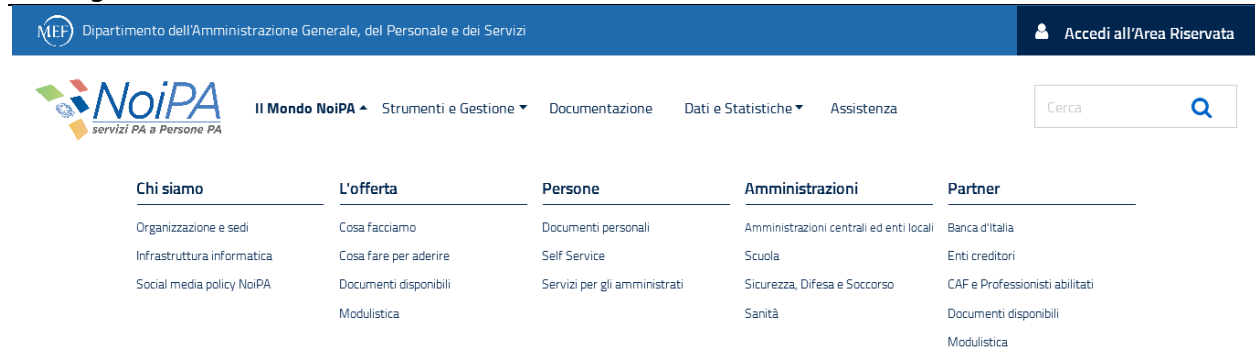 MEF Dipartimento dell'Amministrazione Generale, del Personale e dei Servizi
Accedi all'Area Riservata
NoiPA
servizi PA a Persone PA
Il Mondo NoiPA Strumenti e Gestione Documentazione Dati e Statistiche Assistenza
Cerca
Chi siamo
Organizzazione e sedi
Infrastruttura informatica
Social media policy NoiPA
L'offerta
Cosa facciamo
Cosa fare per aderire
Documenti disponibili
Modulistica
Persone
Documenti personali
Self Service
Servizi per gli amministrati
Amministrazioni
Amministrazioni centrali ed enti locali
Scuola
Sicurezza, Difesa e Soccorso
Sanità
Partner
Banca d'Italia
Enti creditori
CAF e Professionisti abilitati
Documenti disponibili
Modulistica